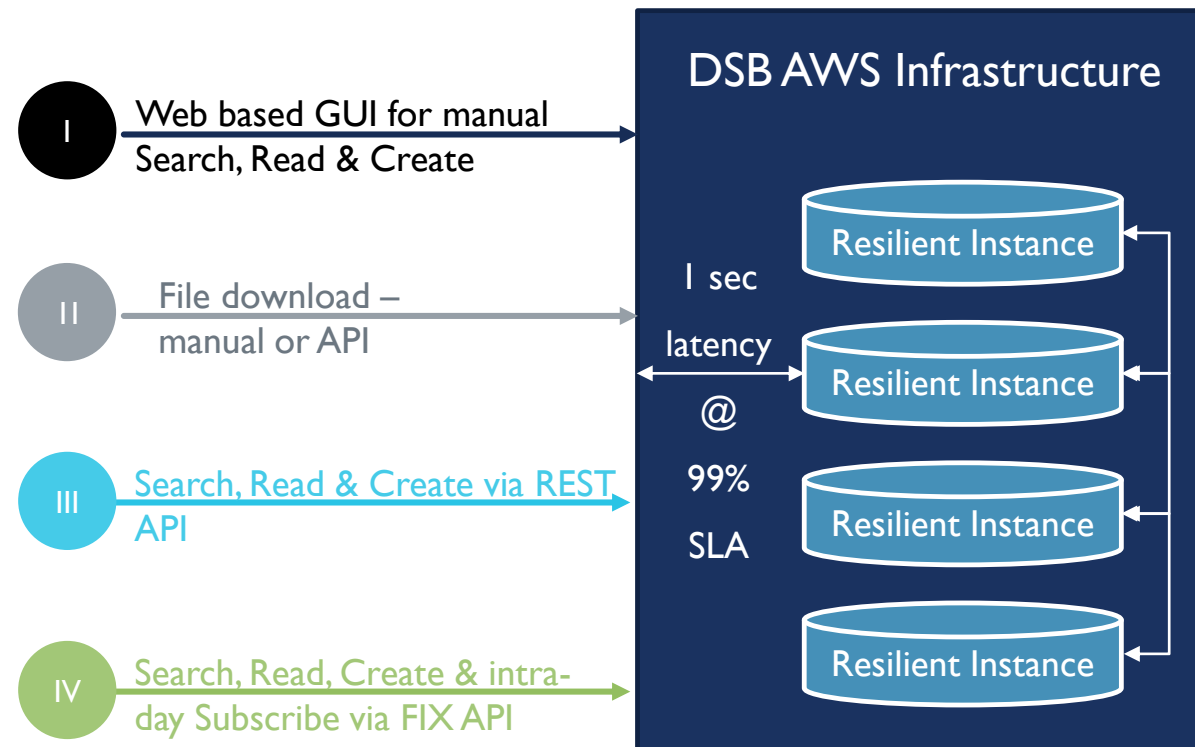 I
Web based GUI for manual
Search, Read & Create
II
File download –
manual or API
III
Search, Read & Create via REST
API
IV
Search, Read, Create & intra-
day Subscribe via FIX API
DSB AWS Infrastructure
1 sec
latency
@
99%
SLA
Resilient Instance
Resilient Instance
Resilient Instance
Resilient Instance